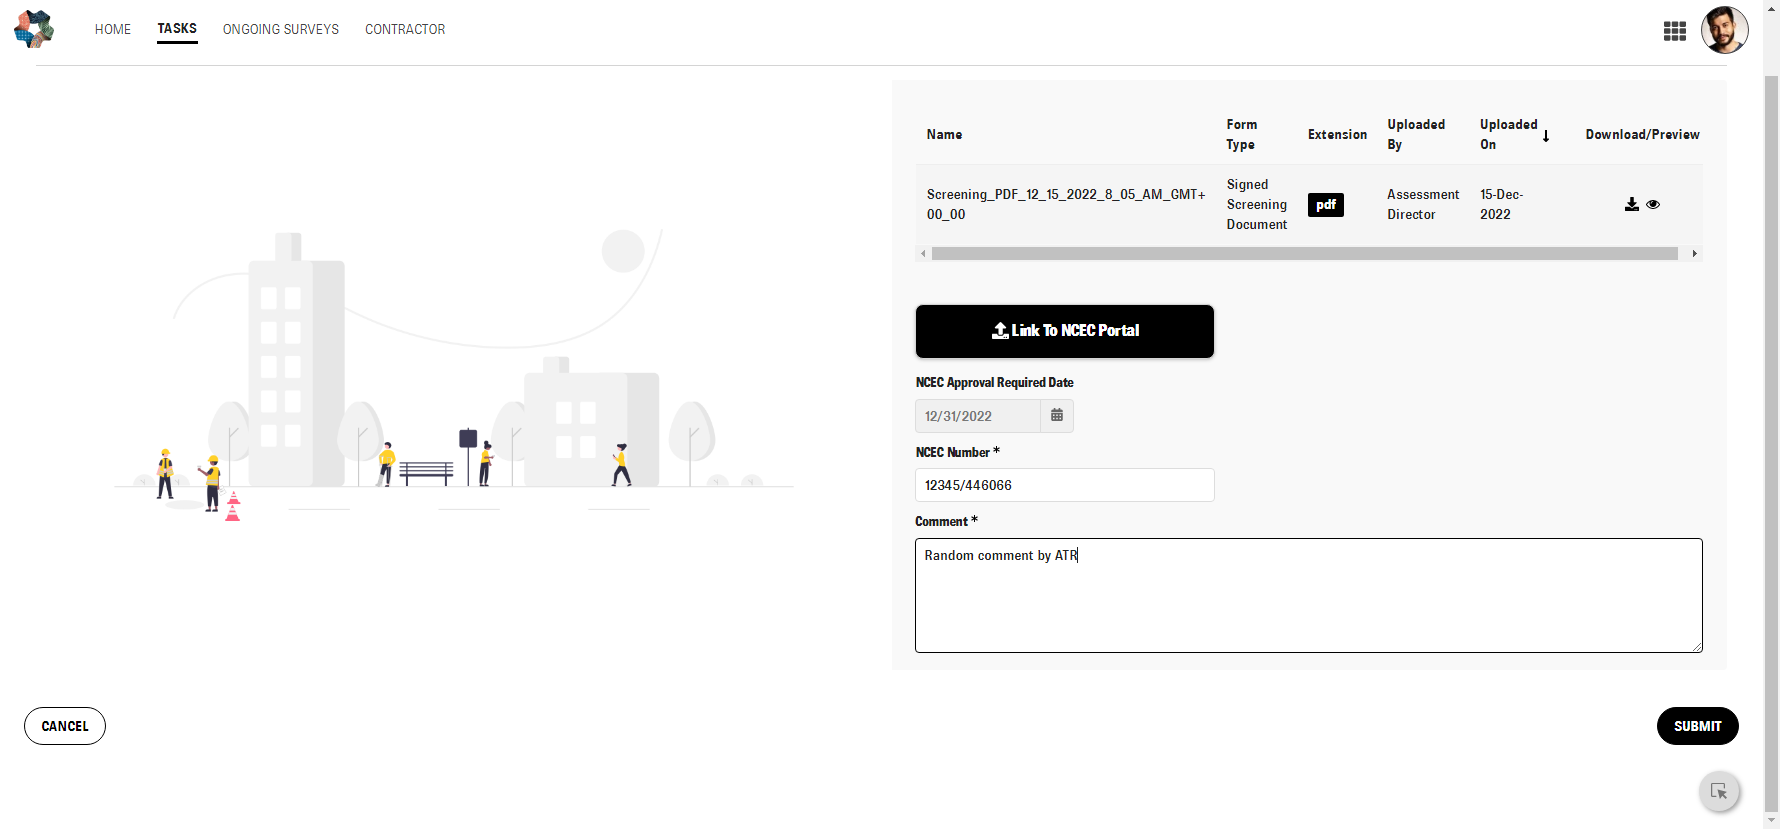 HOME TASKS ONGOING SURVEYS CONTRACTOR
Name Form Type Extension Uploaded By Uploaded On Download/Preview
Screening_PDF_12_15_2022_8_05_AM_GMT+
00_00
Signed
Screening
Document
pdf
Assessment
Director
15-Dec-
2022
Link To NCEC Portal
NCEC Approval Required Date
12/31/2022
NCEC Number *
12345/446066
Comment *
Random comment by ATR
CANCEL SUBMIT